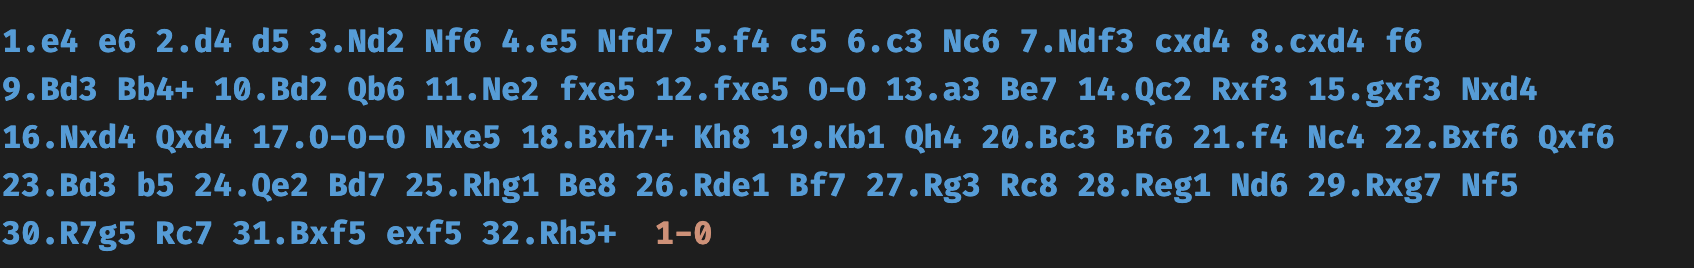 1.e4 e6 2.d4 d5 3.Nd2 Nf6 4.e5 Nfd7 5.f4 c5 6.c3 Nc6 7.Ndf3 cxd4 8.cxd4 f6
9.Bd3 Bb4+ 10.Bd2 Qb6 11.Ne2 fxe5 12.fxe5 O-O 13.a3 Be7 14.Qc2 Rxf3 15.gxf3 Nxd4
16.Nxd4 Qxd4 17.O-O-O Nxe5 18.Bxh7+ Kh8 19.Kb1 Qh4 20.Bc3 Bf6 21.f4 Nc4 22.Bxf6 Qxf6
23.Bd3 b5 24.Qe2 Bd7 25.Rhg1 Be8 26.Rde1 Bf7 27.Rg3 Rc8 28.Reg1 Nd6 29.Rxg7 Nf5
30.R7g5 Rc7 31.Bxf5 exf5 32.Rh5+ 1-0